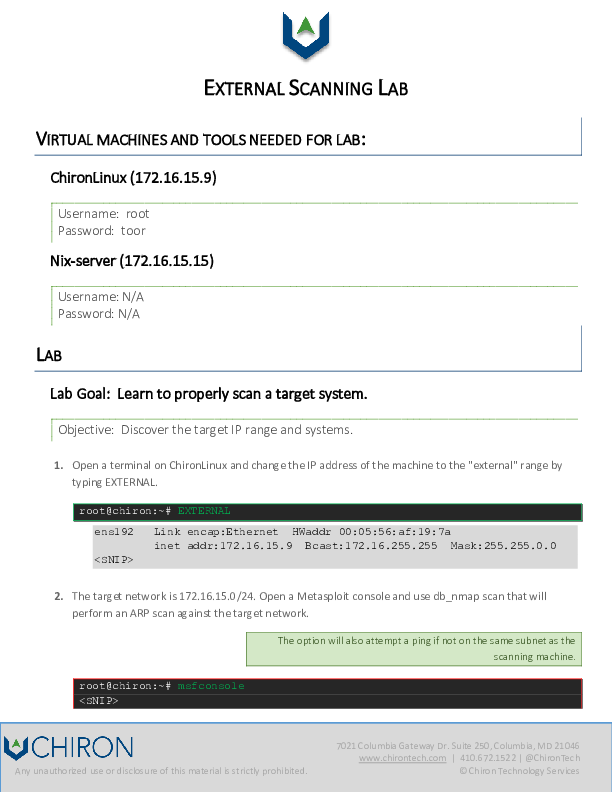 EXTERNAL SCANNING LAB
VIRTUAL MACHINES AND TOOLS NEEDED FOR LAB:
ChironLinux (172.16.15.9)
Username: root
Password: toor
Nix-server (172.16.15.15)
Username: N/A
Password: N/A
LAB
Lab Goal: Learn to properly scan a target system.
Objective: Discover the target IP range and systems.
1. Open a terminal on ChironLinux and change the IP address of the machine to the "external" range by
typing EXTERNAL.
root@chiron:~# EXTERNAL
ens192 Link encap:Ethernet HWaddr 00:05:56:af:19:7a
inet addr:172.16.15.9 Bcast:172.16.255.255 Mask:255.255.0.0
<SNIP>
2. The target network is 172.16.15.0/24. Open a Metasploit console and use db_nmap scan that will
perform an ARP scan against the target network.
The option will also attempt a ping if not on the same subnet as the
scanning machine.
root@chiron:~# msfconsole
<SNIP>
CHIRON
7021 Columbia Gateway Dr. Suite 250, Columbia, MD 21046
www.chirontech.com | 410.672.1522 | @ChironTech
Any unauthorized use or disclosure of this material is strictly prohibited.
© Chiron Technology Services